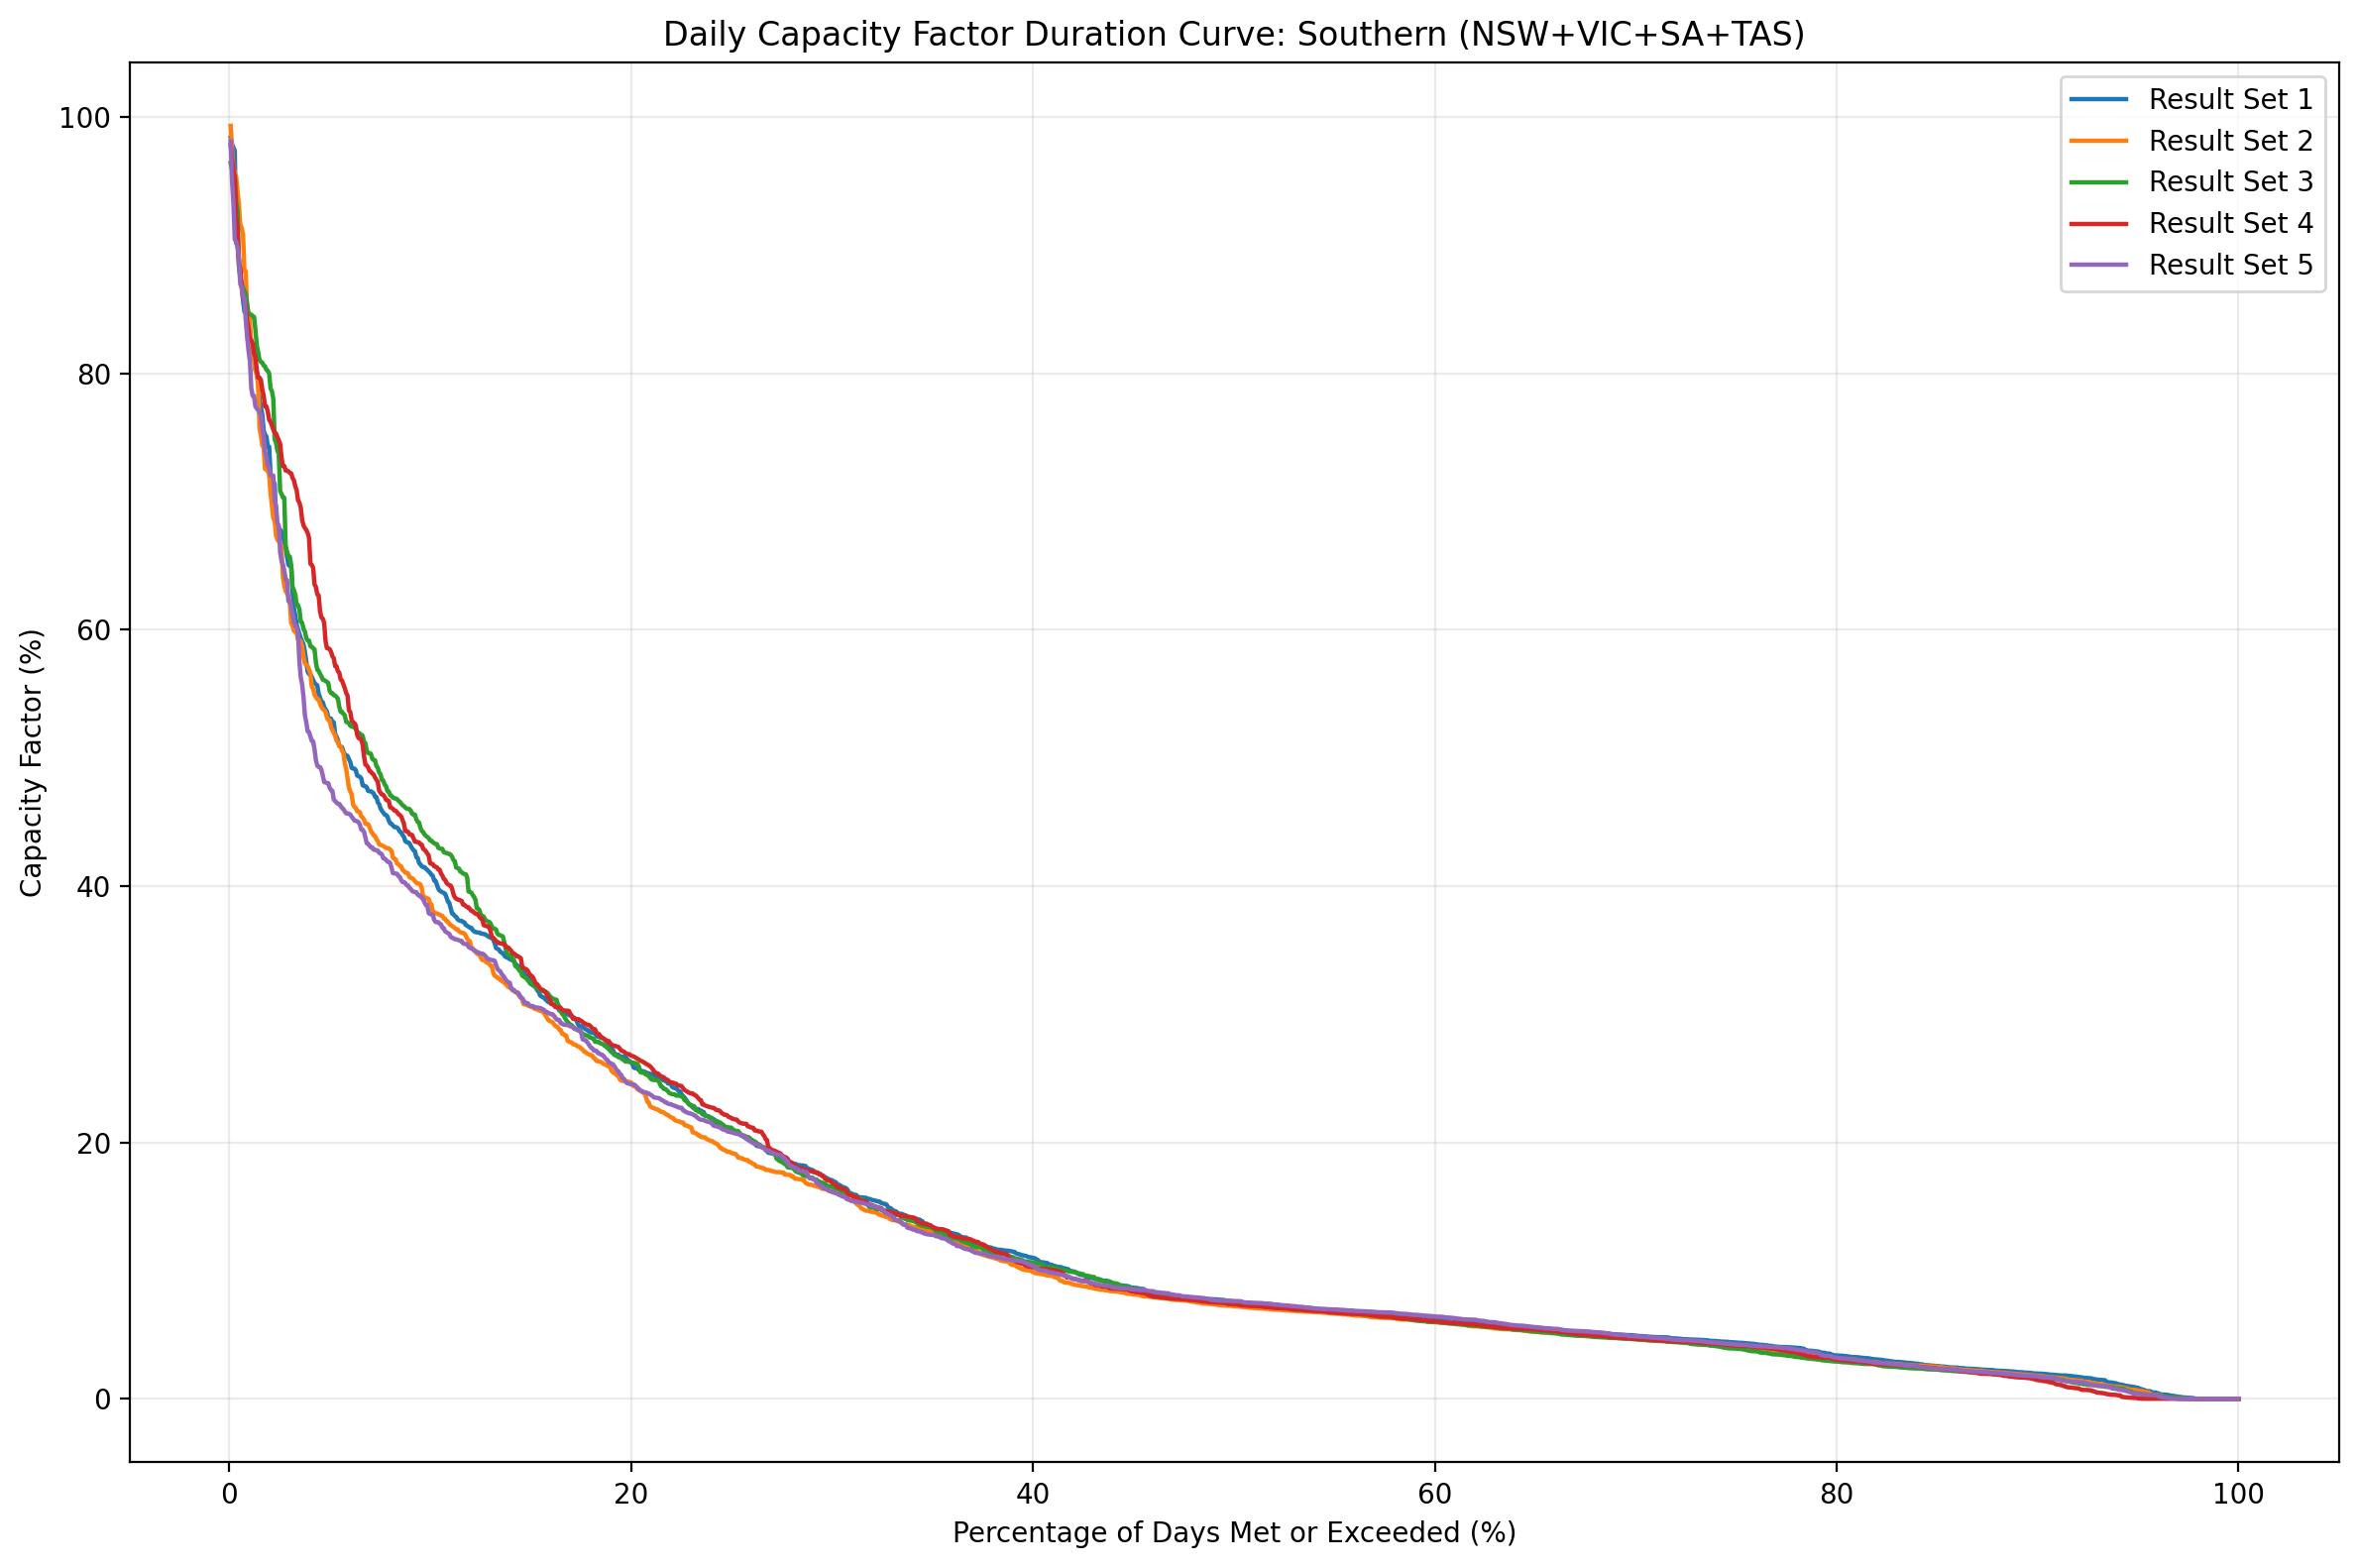 Daily Capacity Factor Duration Curve: Southern (NSW+VIC+SA+TAS)
Result Set 1
Result Set 2
Result Set 3
Result Set 4
Result Set 5
Capacity Factor (%)
100
80
60
40
20
0
0 20 40 60 80 100
Percentage of Days Met or Exceeded (%)